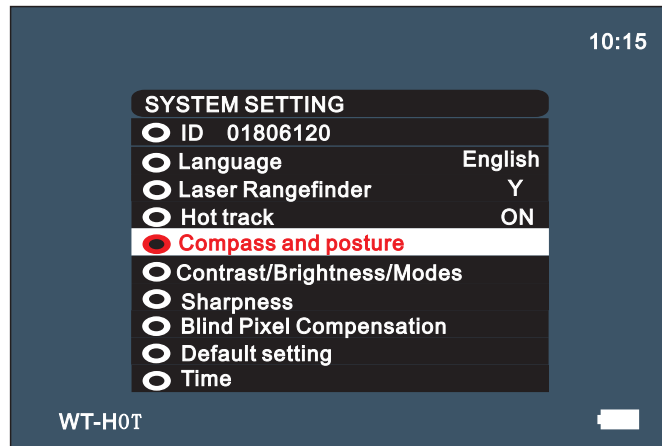 10:15
SYSTEM SETTING
ID 01806120
Language English
Laser Rangefinder Y
Hot track ON
Compass and posture
Contrast/Brightness/Modes
Sharpness
Blind Pixel Compensation
Default setting
Time
WT-H0T